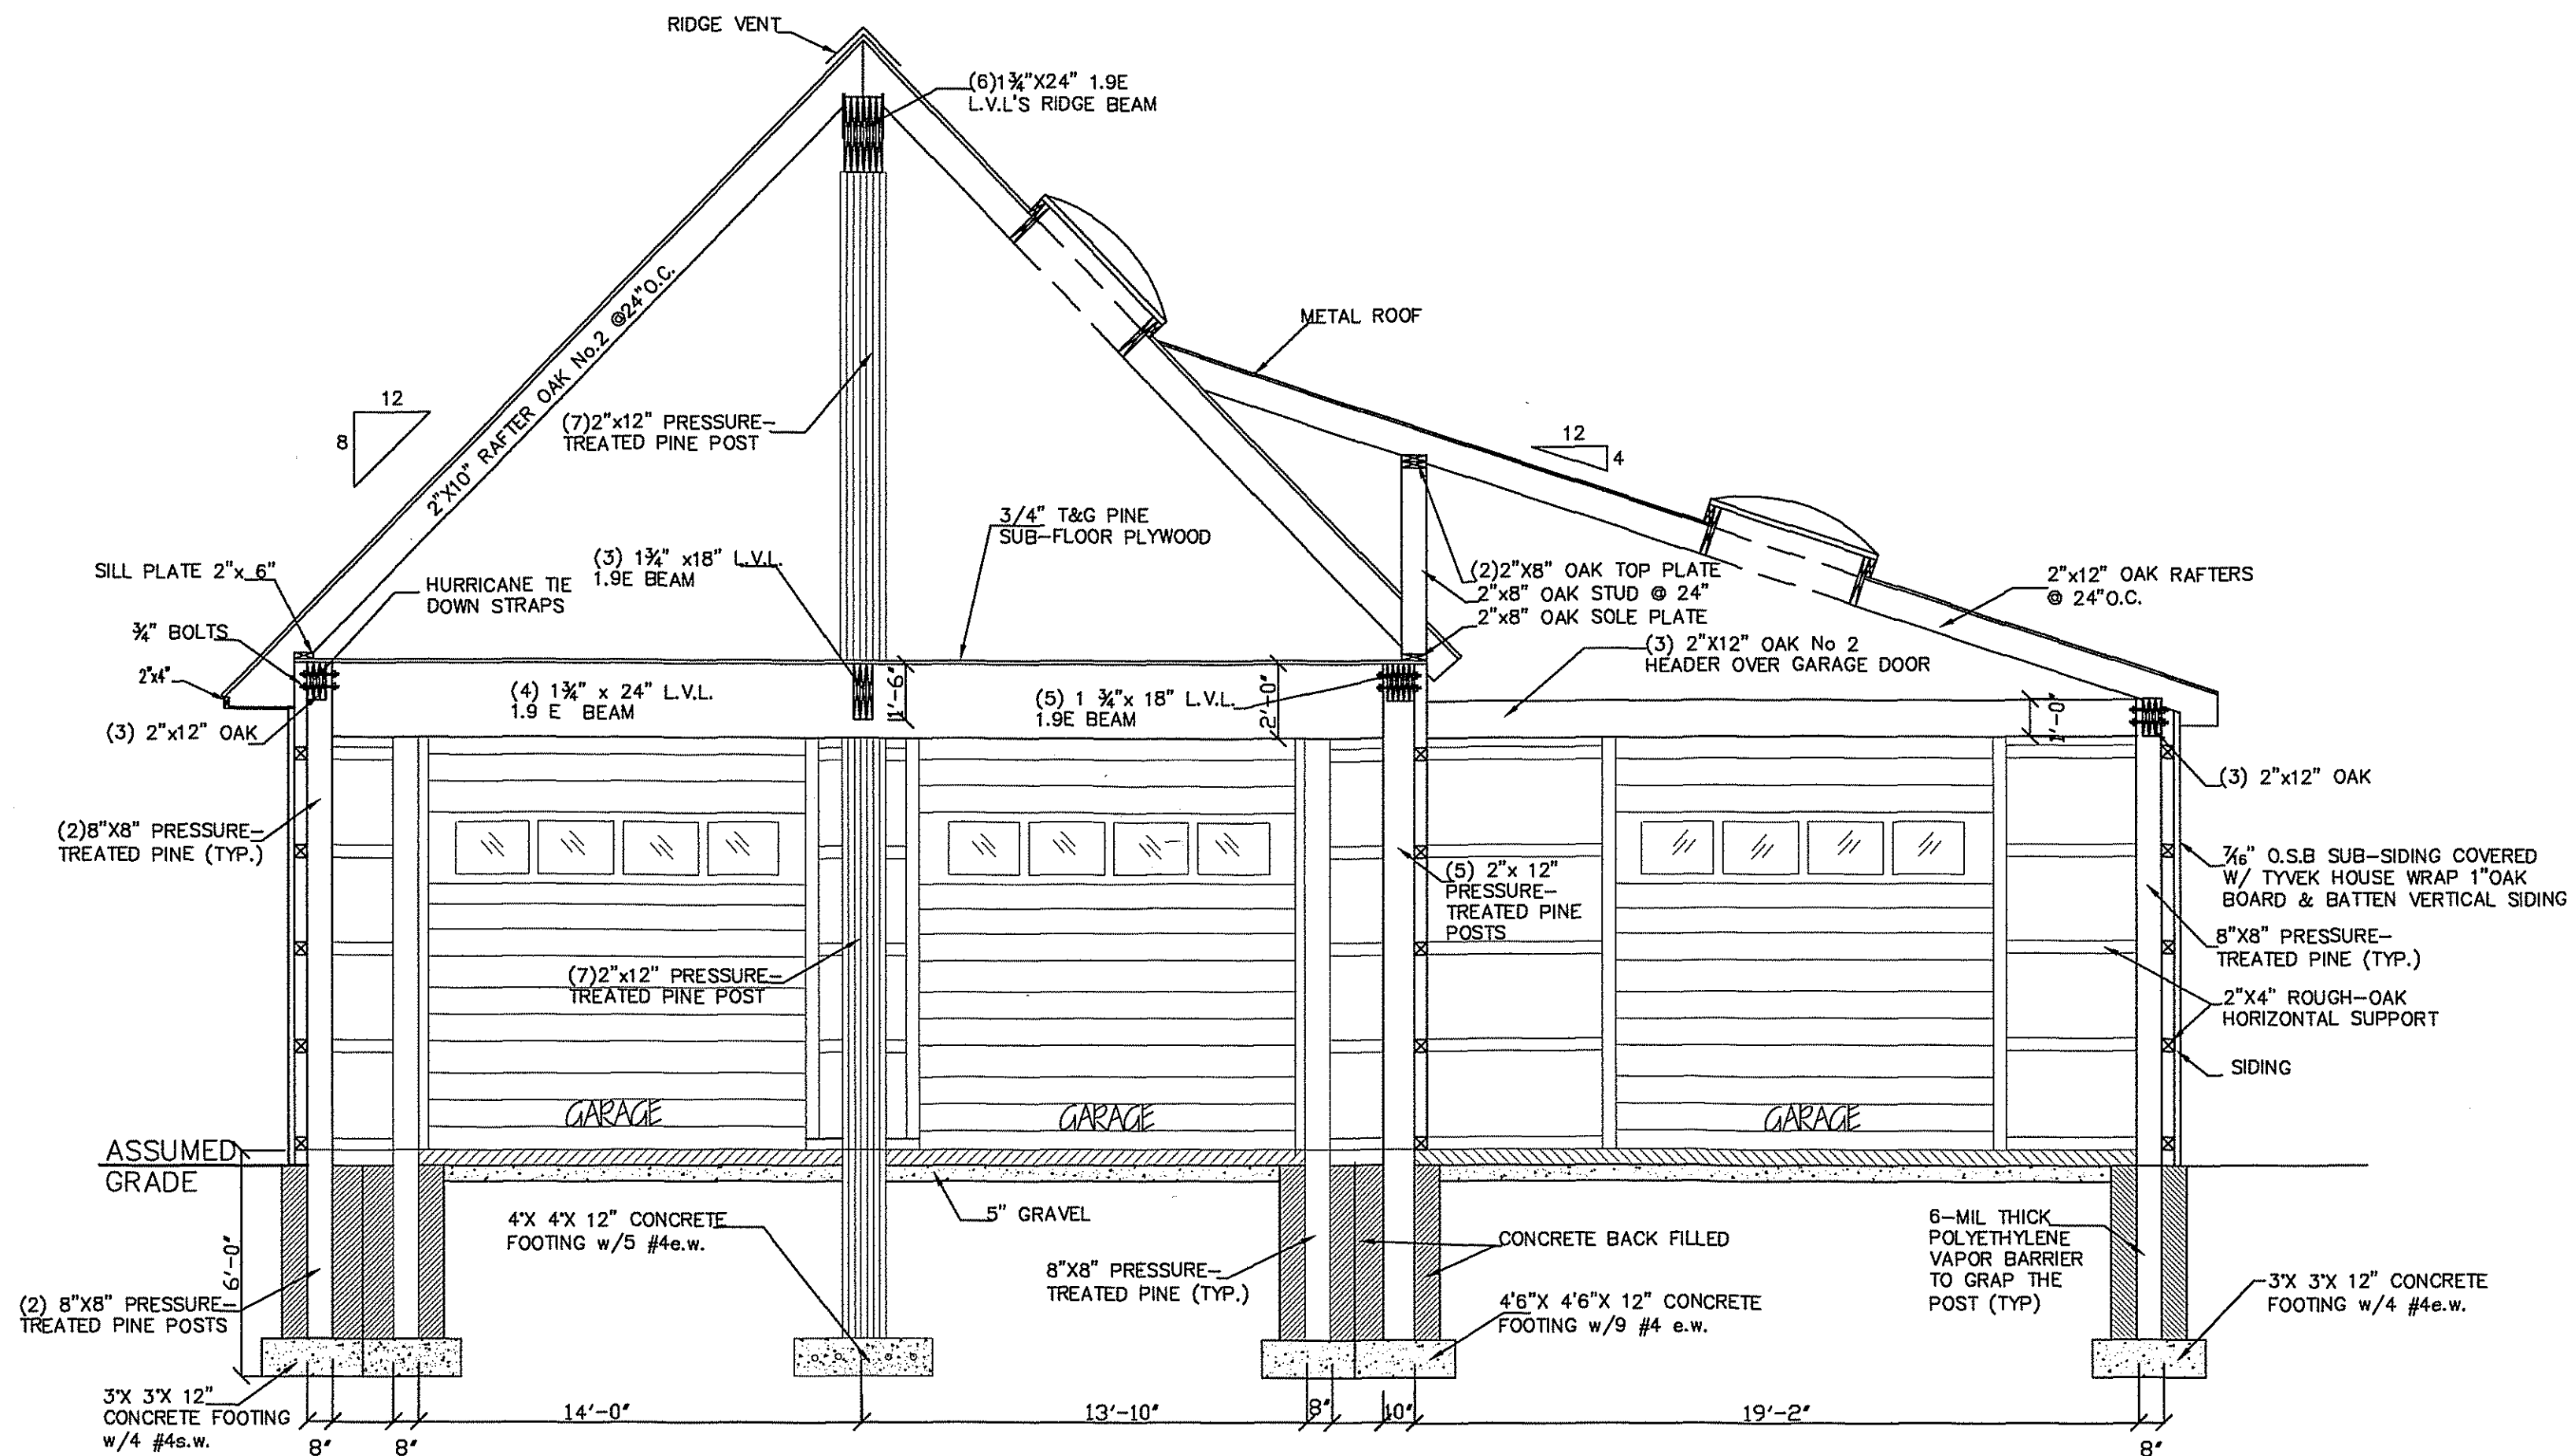 RIDGE VENT
(6)1¾"X24" 1.9E
L.V.L'S RIDGE BEAM
2"X10" RAFTER OAK No.2 @24"O.C.
METAL ROOF
12
8
(7)2"x12" PRESSURE-
TREATED PINE POST
12
4
3/4" T&G PINE
SUB-FLOOR PLYWOOD
(3) 1¾" x18" L.V.L.
1.9E BEAM
SILL PLATE 2"x 6"
HURRICANE TIE
DOWN STRAPS
(2)2"X8" OAK TOP PLATE
2"x8" OAK STUD @ 24"
2"x8" OAK SOLE PLATE
2"x12" OAK RAFTERS
@ 24"O.C.
¾" BOLTS
2"x4"
(3) 2"X12" OAK No 2
HEADER OVER GARAGE DOOR
(3) 2"x12" OAK
(4) 1¾" x 24" L.V.L.
1.9 E BEAM
1'-6"
(5) 1 ¾"x 18" L.V.L.
1.9E BEAM
2'-0"
1'-0"
(3) 2"x12" OAK
(2)8"X8" PRESSURE-
TREATED PINE (TYP.)
(5) 2"x 12"
PRESSURE-
TREATED PINE
POSTS
7⁄16" O.S.B SUB-SIDING COVERED
W/ TYVEK HOUSE WRAP 1"OAK
BOARD & BATTEN VERTICAL SIDING
8"X8" PRESSURE-
TREATED PINE (TYP.)
(7)2"x12" PRESSURE-
TREATED PINE POST
2"X4" ROUGH-OAK
HORIZONTAL SUPPORT
SIDING
GARAGE
GARAGE
GARAGE
ASSUMED
GRADE
6'-0"
4'X 4'X 12" CONCRETE
FOOTING w/5 #4e.w.
5" GRAVEL
8"X8" PRESSURE-
TREATED PINE (TYP.)
CONCRETE BACK FILLED
6-MIL THICK
POLYETHYLENE
VAPOR BARRIER
TO GRAP THE
POST (TYP)
(2) 8"X8" PRESSURE-
TREATED PINE POSTS
4'6"X 4'6"X 12" CONCRETE
FOOTING w/9 #4 e.w.
3'X 3'X 12" CONCRETE
FOOTING w/4 #4e.w.
3'X 3'X 12"
CONCRETE FOOTING
w/4 #4s.w.
8"
8"
14'-0"
13'-10"
8"
10"
19'-2"
8"